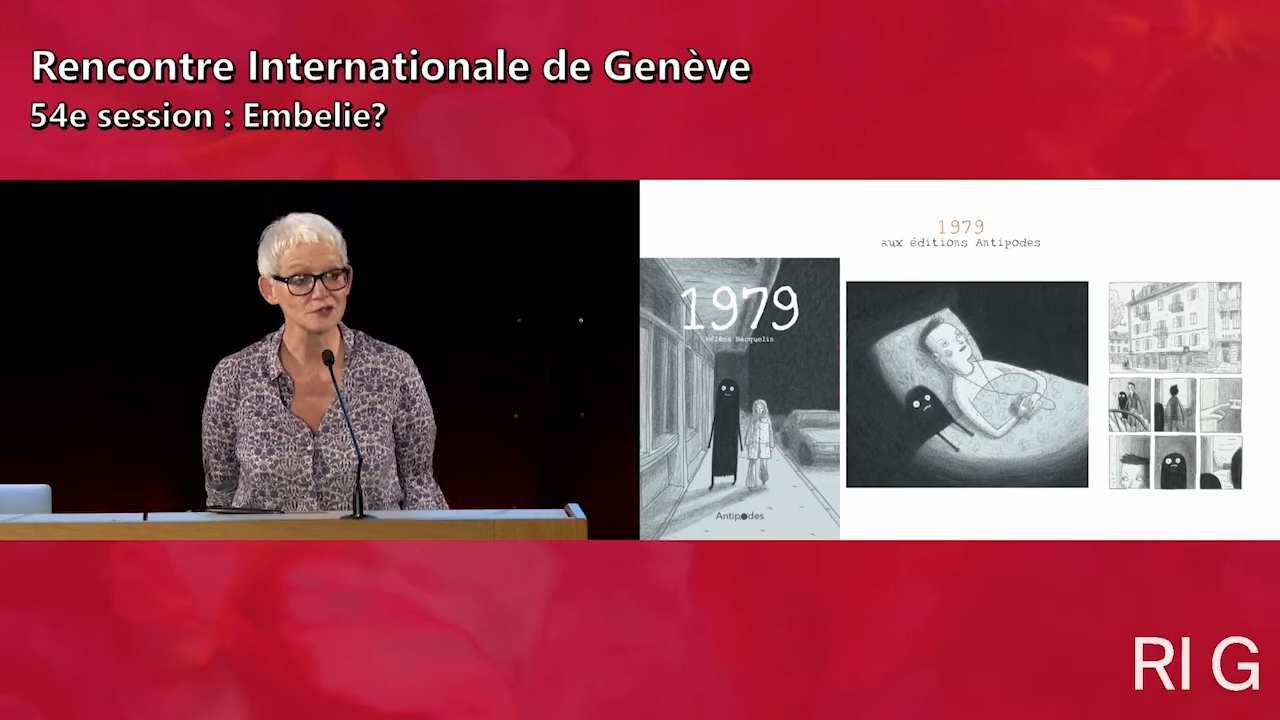 Rencontre Internationale de Genève
54e session : Embelie?
1979
aux éditions Antipodes
1979
Hélène Becquelin
Antipodes
RIG